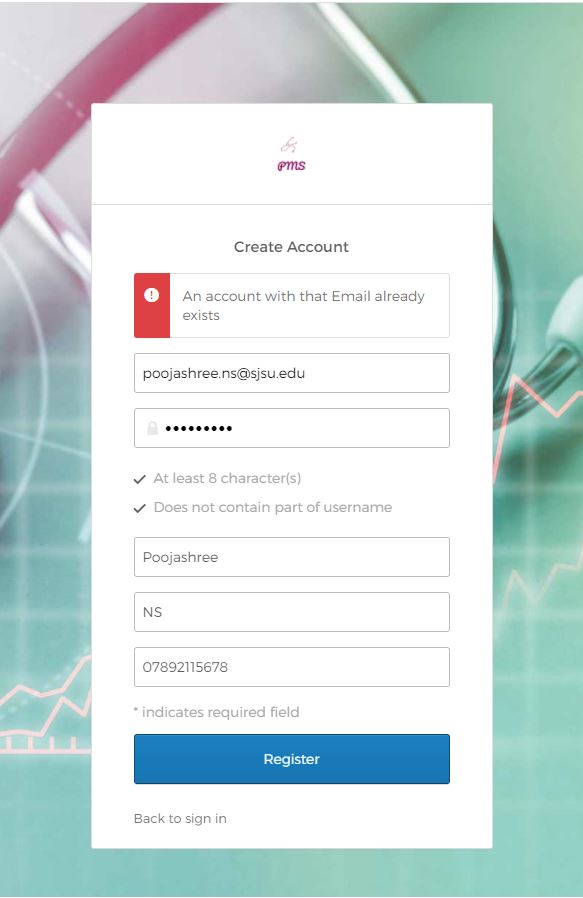 PMS
Create Account
An account with that Email already
exists
poojashree.ns@sjsu.edu
•••••••••
At least 8 character(s)
Does not contain part of username
Poojashree
NS
07892115678
* indicates required field
Register
Back to sign in